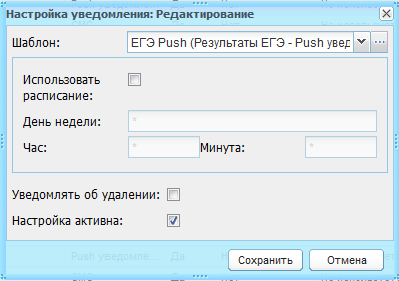 Настройка уведомления: Редактирование
Шаблон: ЕГЭ Push (Результаты ЕГЭ - Push увед ...
Использовать
расписание:
День недели: *
Час: * Минута: *
Уведомлять об удалении:
Настройка активна:
Push уведомле... Да
Сохранить Отмена